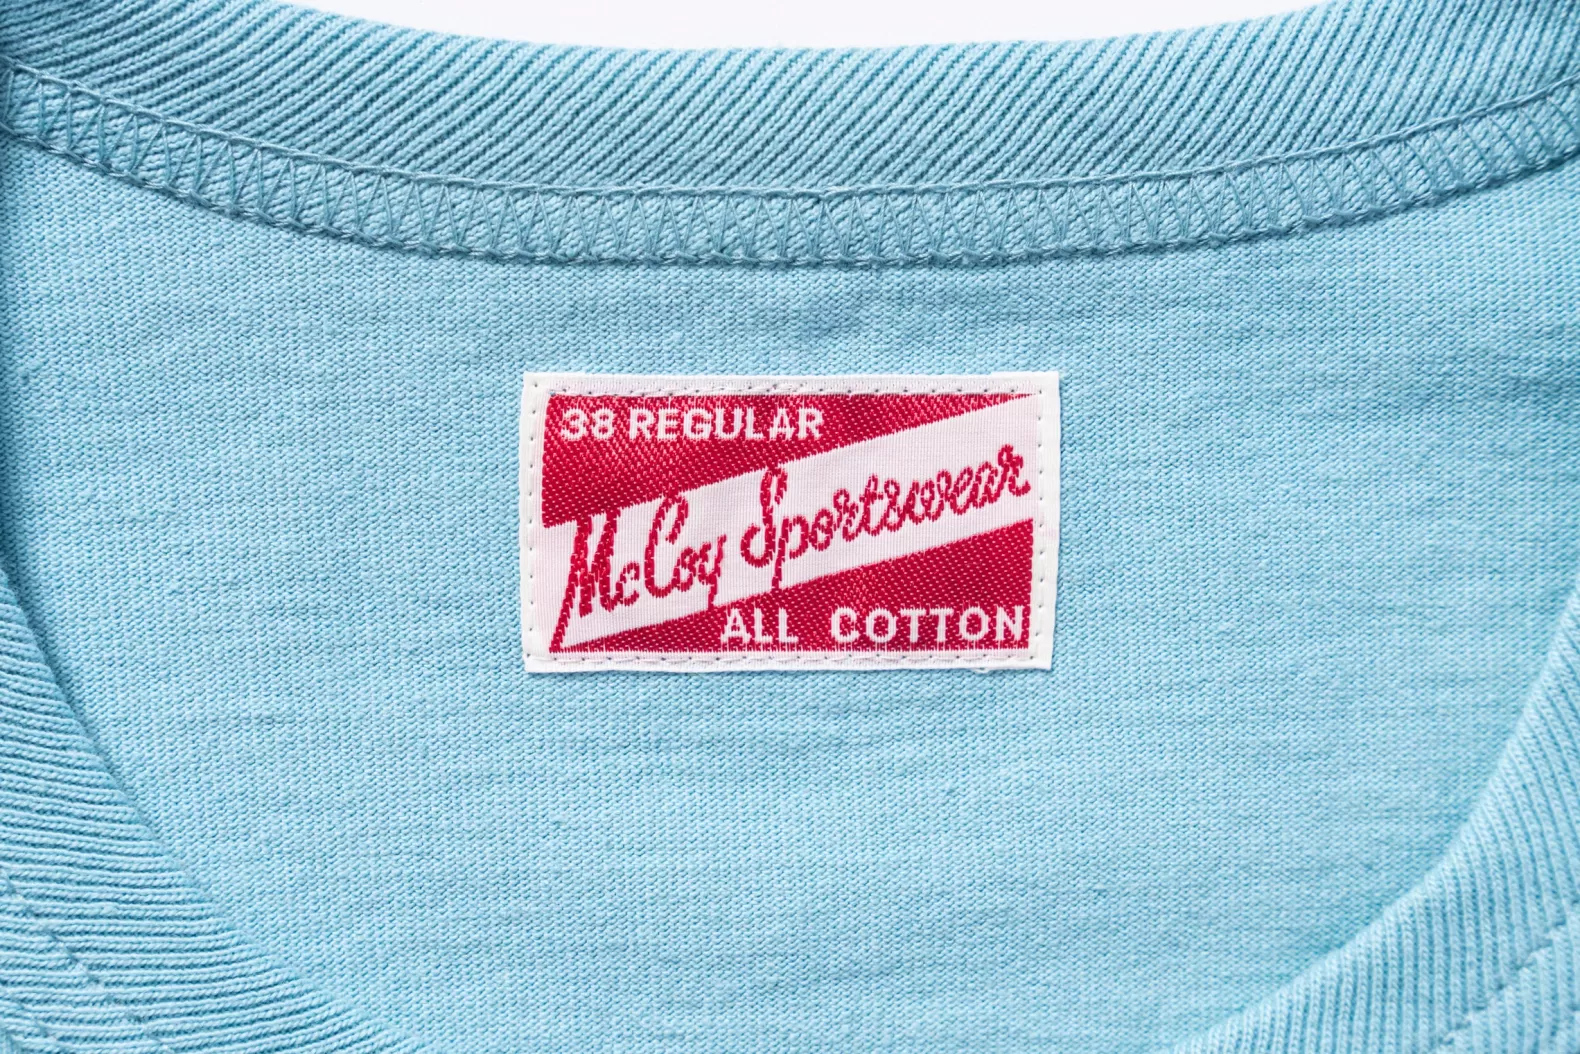 38 REGULAR
McCoy Sportswear
ALL COTTON